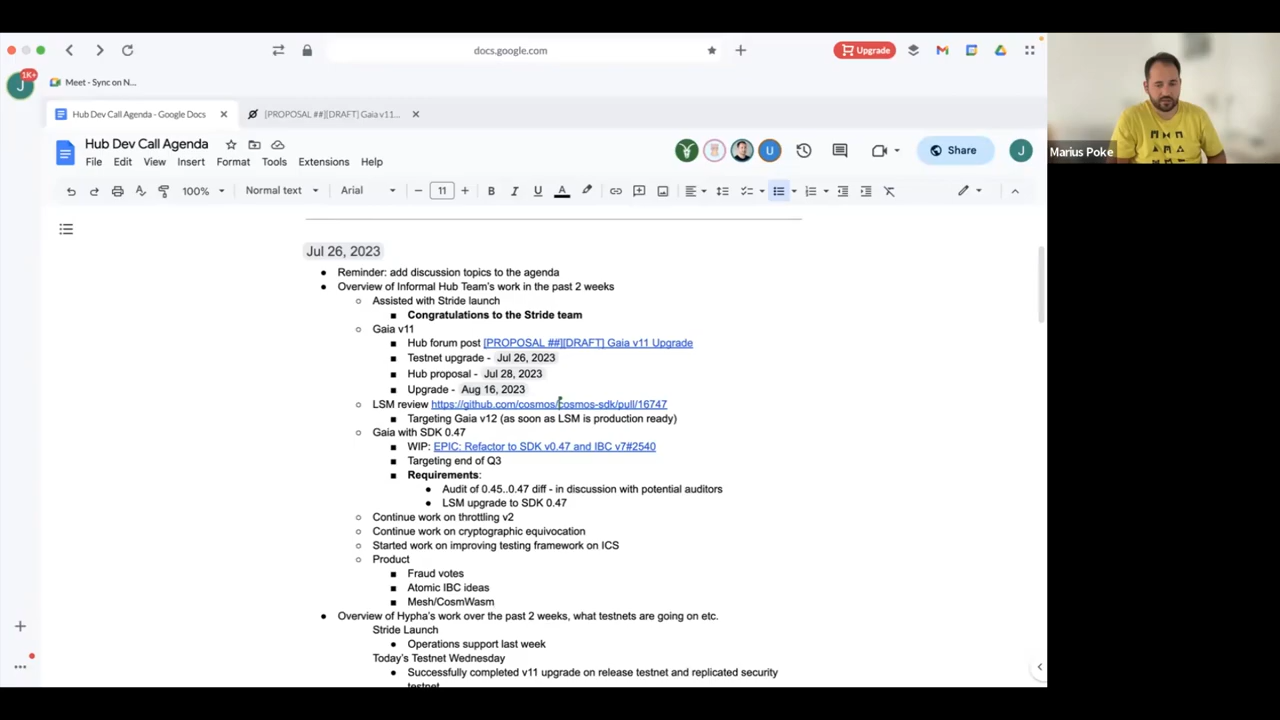 docs.google.com
Upgrade
1K+
J
Meet - Sync on N...
Hub Dev Call Agenda - Google Docs
[PROPOSAL ##][DRAFT] Gaia v11...
Hub Dev Call Agenda
File Edit View Insert Format Tools Extensions Help
U
Share
J
100%
Normal text
Arial
11
B I U A
Jul 26, 2023
Reminder: add discussion topics to the agenda
Overview of Informal Hub Team's work in the past 2 weeks
Assisted with Stride launch
Congratulations to the Stride team
Gaia v11
Hub forum post [PROPOSAL ##][DRAFT] Gaia v11 Upgrade
Testnet upgrade - Jul 26, 2023
Hub proposal - Jul 28, 2023
Upgrade - Aug 16, 2023
LSM review https://github.com/cosmos/cosmos-sdk/pull/16747
Targeting Gaia v12 (as soon as LSM is production ready)
Gaia with SDK 0.47
WIP: EPIC: Refactor to SDK v0.47 and IBC v7#2540
Targeting end of Q3
Requirements:
Audit of 0.45..0.47 diff - in discussion with potential auditors
LSM upgrade to SDK 0.47
Continue work on throttling v2
Continue work on cryptographic equivocation
Started work on improving testing framework on ICS
Product
Fraud votes
Atomic IBC ideas
Mesh/CosmWasm
Overview of Hypha's work over the past 2 weeks, what testnets are going on etc.
Stride Launch
Operations support last week
Today's Testnet Wednesday
Successfully completed v11 upgrade on release testnet and replicated security
testnet
Marius Poke